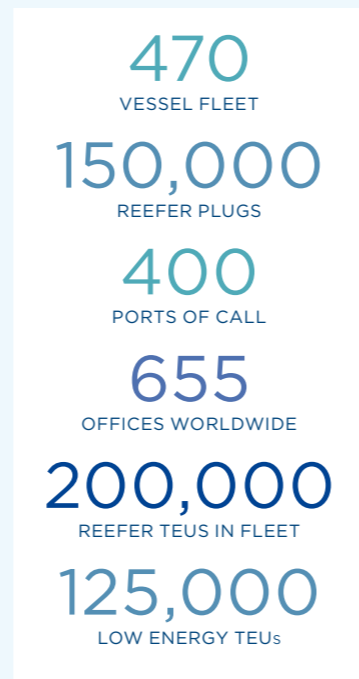 470
VESSEL FLEET
150,000
REEFER PLUGS
400
PORTS OF CALL
655
OFFICES WORLDWIDE
200,000
REEFER TEUS IN FLEET
125,000
LOW ENERGY TEUs